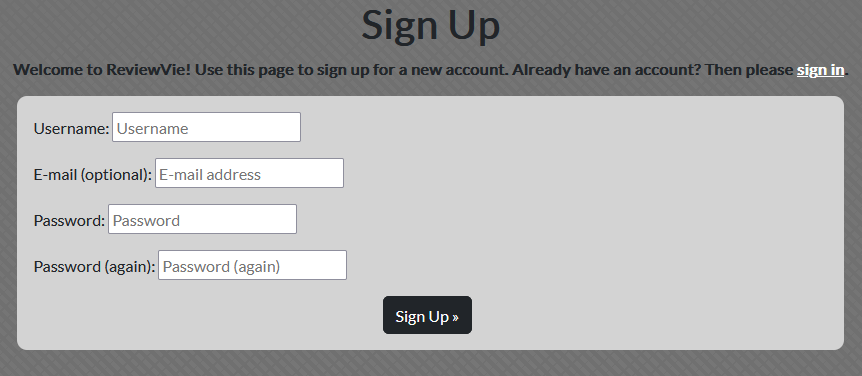 Sign Up
Welcome to ReviewVie! Use this page to sign up for a new account. Already have an account? Then please sign in.
Username: Username
E-mail (optional): E-mail address
Password: Password
Password (again): Password (again)
Sign Up »